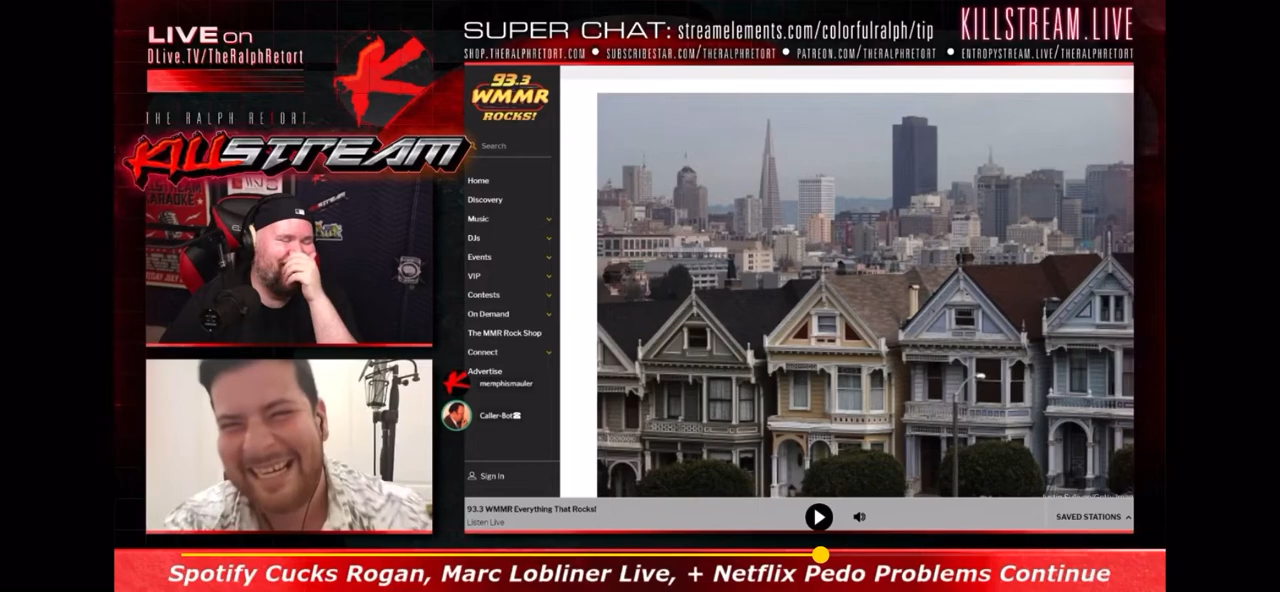 LIVE on
DLive.TV/TheRalphRetort
SUPER CHAT: streamelements.com/colorfulralph/tip
KILLSTREAM.LIVE
SHOP.THERALPHRETORT.COM • SUBSCRIBESTAR.COM/THERALPHRETORT • PATREON.COM/THERALPHRETORT • ENTROPYSTREAM.LIVE/THERALPHRETORT
K
THE RALPH RETORT
KILLSTREAM
KARAOKE
93.3
WMMR
ROCKS!
Search
Home
Discovery
Music
DJs
Events
VIP
Contests
On Demand
The MMR Rock Shop
Connect
Advertise
memphismauler
Caller-Bot☎
Sign In
93.3 WMMR Everything That Rocks!
Listen Live
SAVED STATIONS
Spotify Cucks Rogan, Marc Lobliner Live, + Netflix Pedo Problems Continue